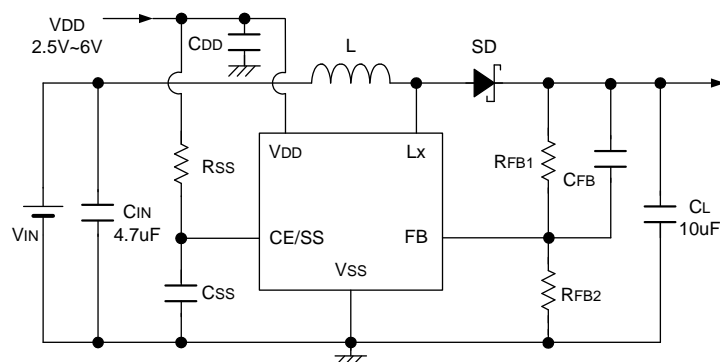 VDD
2.5V~6V
CDD
L
SD
VDD
Lx
RSS
RFB1
CFB
CIN
4.7uF
VIN
CE/SS
FB
CL
10uF
VSS
CSS
RFB2